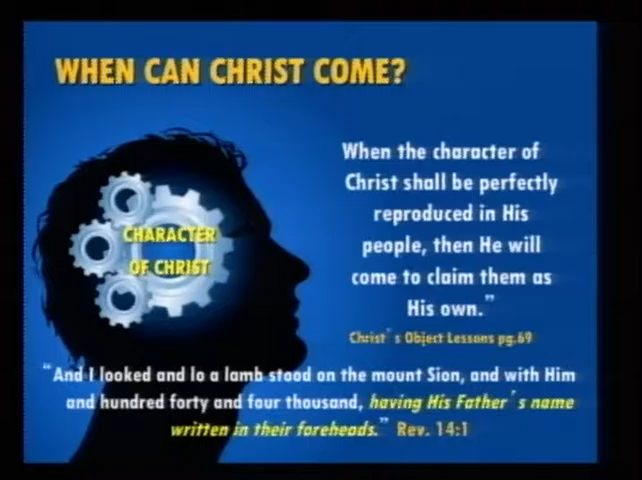 WHEN CAN CHRIST COME?
When the character of
Christ shall be perfectly
reproduced in His
people, then He will
come to claim them as
His own.”
Christ’s Object Lessons pg.69
CHARACTER
OF CHRIST
“And I looked and lo a lamb stood on the mount Sion, and with Him
and hundred forty and four thousand, having His Father’s name
written in their foreheads.” Rev. 14:1